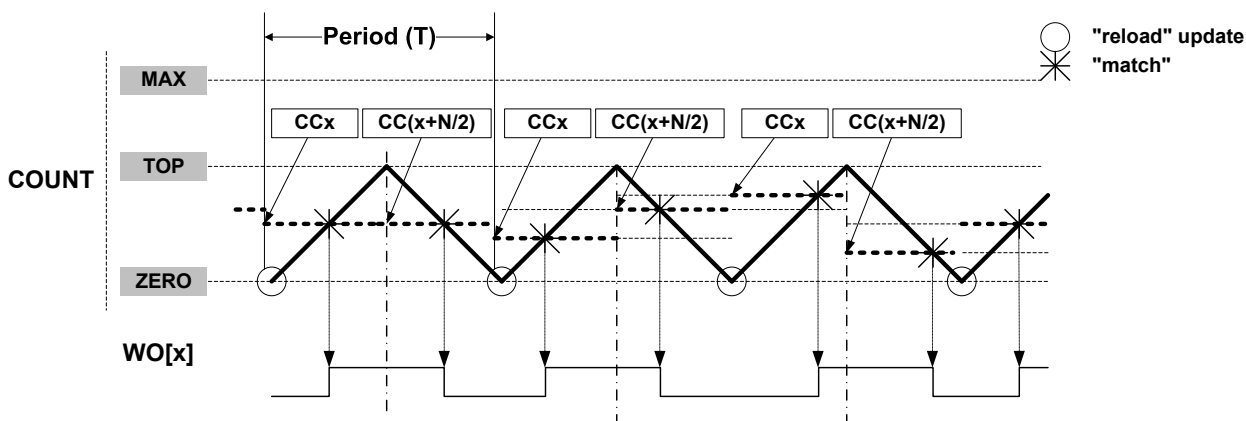 Period (T)
"reload" update
"match"
MAX
CCx
CC(x+N/2)
CCx
CC(x+N/2)
CCx
CC(x+N/2)
TOP
COUNT
ZERO
WO[x]